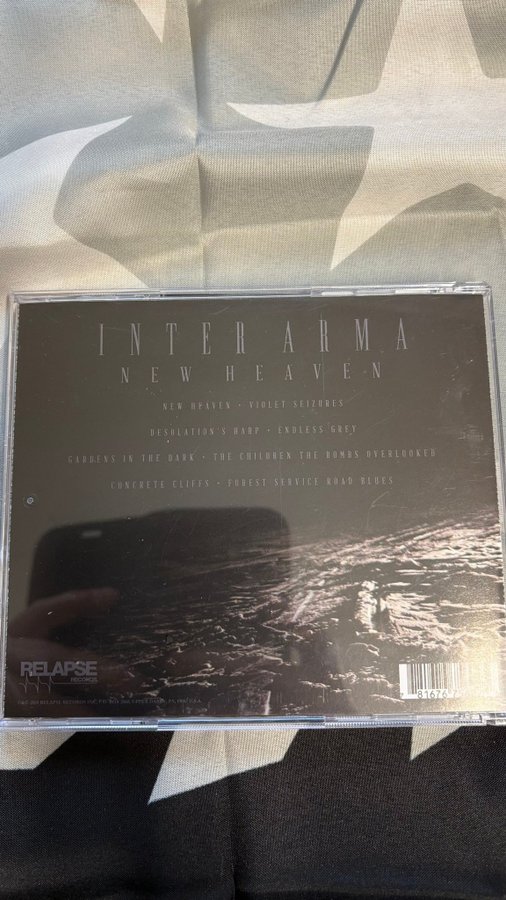 INTER ARMA
NEW HEAVEN
NEW HEAVEN • VIOLET SEIZURES
DESOLATION'S HARP • ENDLESS GREY
GARDENS IN THE DARK • THE CHILDREN THE BOMBS OVERLOOKED
CONCRETE CLIFFS • FOREST SERVICE ROAD BLUES
RELAPSE
RECORDS